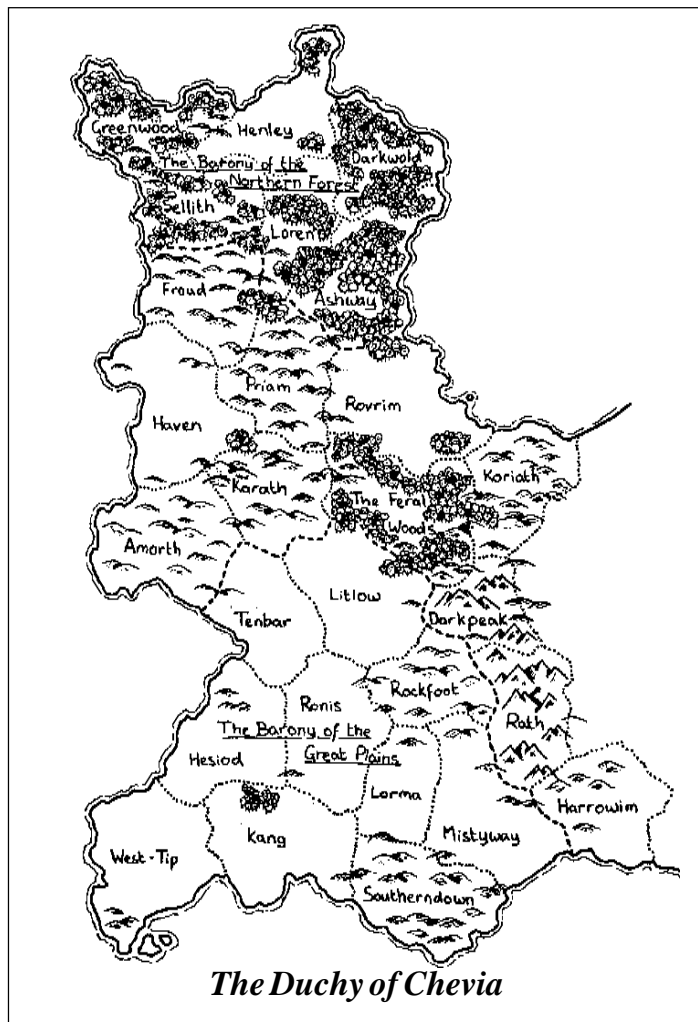 Greenwood
Henley
Darkwold
The Barony of the
Northern Forest
Sellith
Loren
Froud
Ashway
Priam
Rovrim
Haven
Karath
Koriath
The Feral
Woods
Amorth
Tenbar
Litlow
Darkpeak
Ronis
Rockfoot
Rath
The Barony of the
Great Plains
Hesiod
Lorma
Harrowim
Kang
Mistyway
West-Tip
Southerndown
The Duchy of Chevia